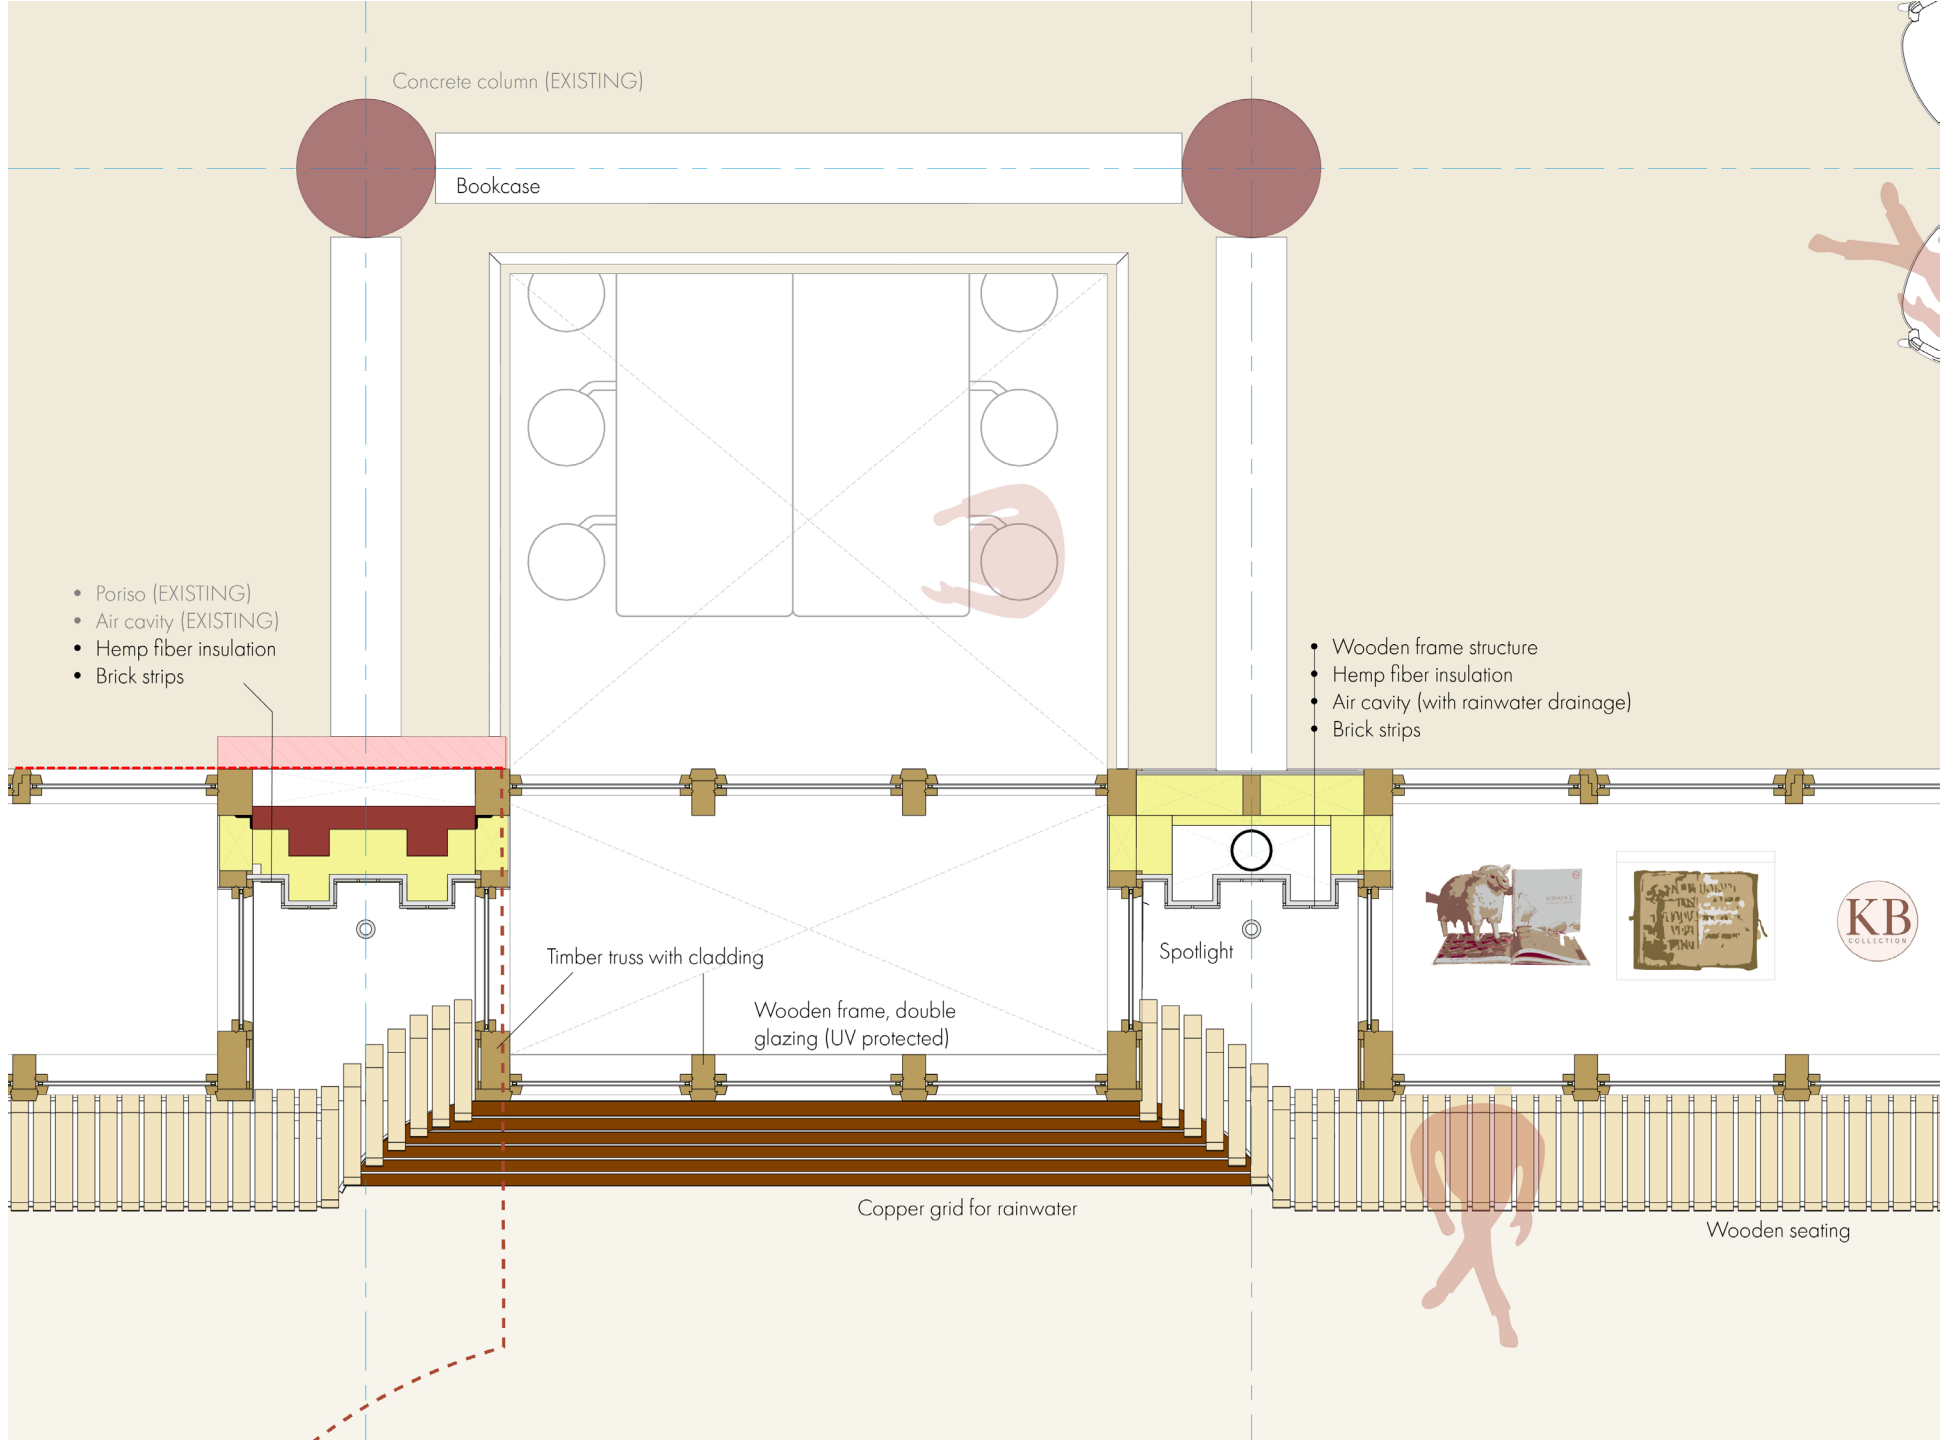 Concrete column (EXISTING)
Bookcase
Poriso (EXISTING)
Air cavity (EXISTING)
Hemp fiber insulation
Brick strips
Wooden frame structure
Hemp fiber insulation
Air cavity (with rainwater drainage)
Brick strips
Timber truss with cladding
Spotlight
Wooden frame, double
glazing (UV protected)
KB
COLLECTION
Copper grid for rainwater
Wooden seating